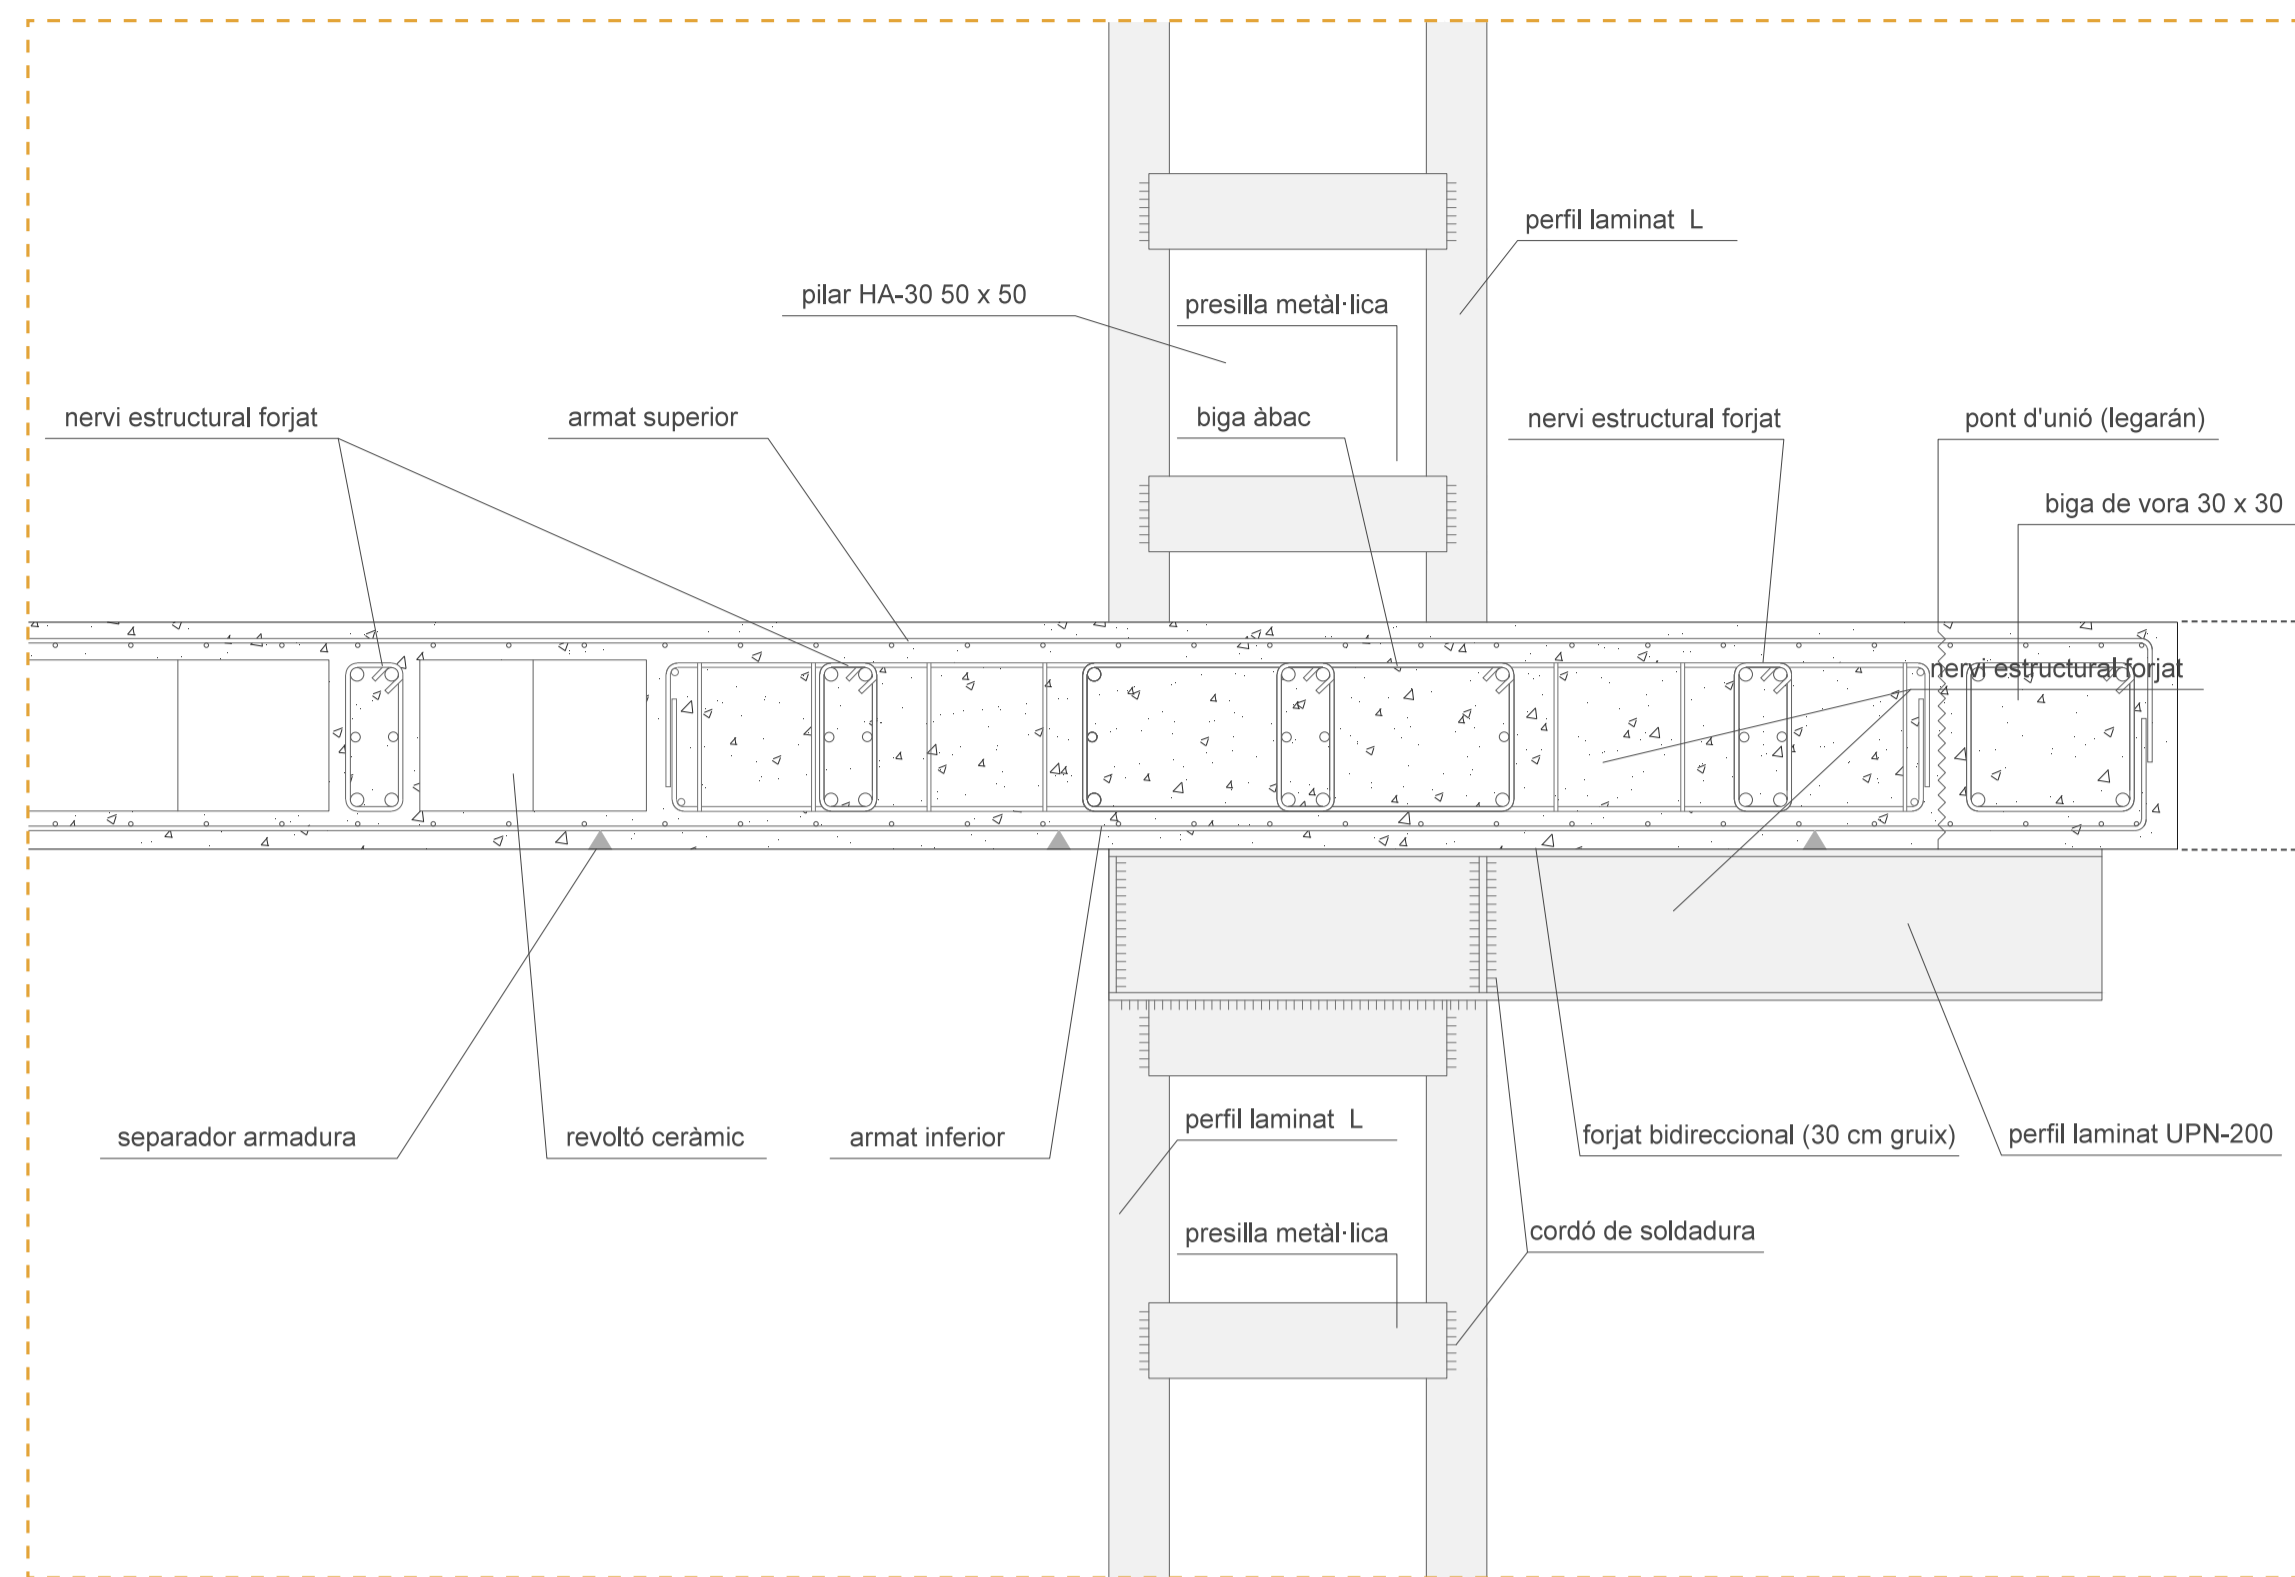 perfil laminat L
pilar HA-30 50 x 50
presilla metàl·lica
nervi estructural forjat
armat superior
biga àbac
nervi estructural forjat
pont d'unió (legarán)
biga de vora 30 x 30
nervi estructural forjat
separador armadura
revoltó ceràmic
armat inferior
perfil laminat L
forjat bidireccional (30 cm gruix)
perfil laminat UPN-200
presilla metàl·lica
cordó de soldadura